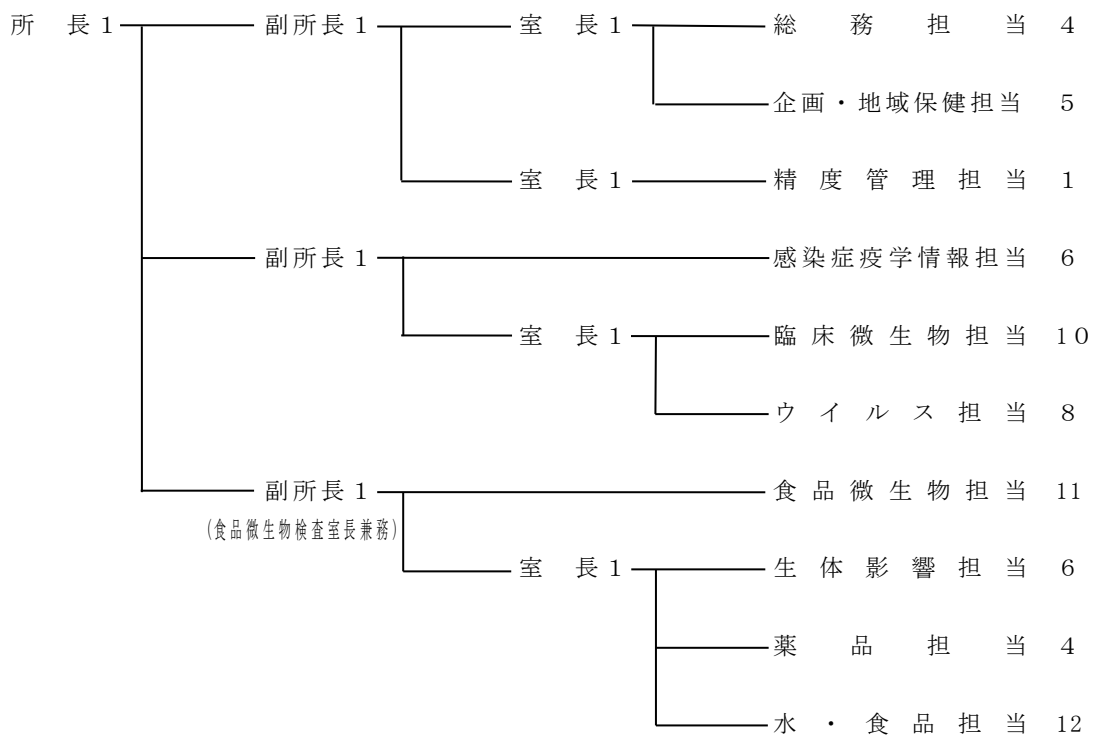 所長1 副所長1 室長1 総務担当 4
企画・地域保健担当 5
室長1 精度管理担当 1
副所長1 感染症疫学情報担当 6
室長1 臨床微生物担当 10
ウイルス担当 8
副所長1 食品微生物担当 11
(食品微生物検査室長兼務)
室長1 生体影響担当 6
薬品担当 4
水・食品担当 12